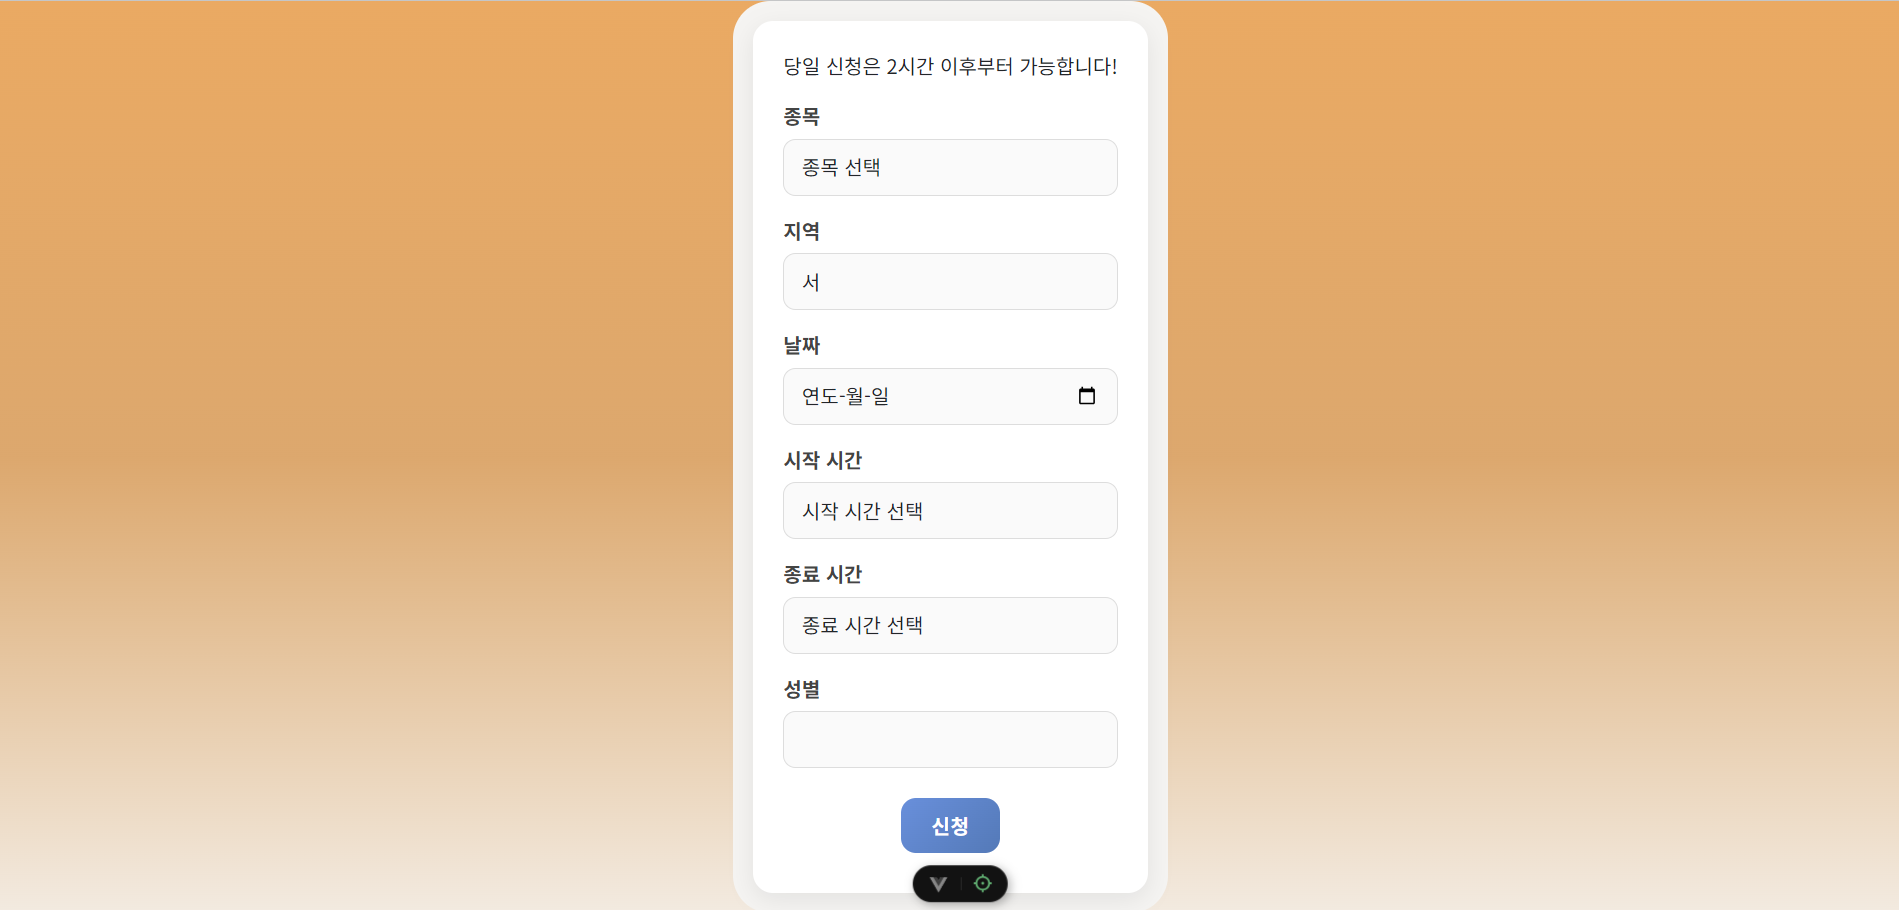 당일 신청은 2시간 이후부터 가능합니다!
종목
종목 선택
지역
서
날짜
연도-월-일
시작 시간
시작 시간 선택
종료 시간
종료 시간 선택
성별
신청